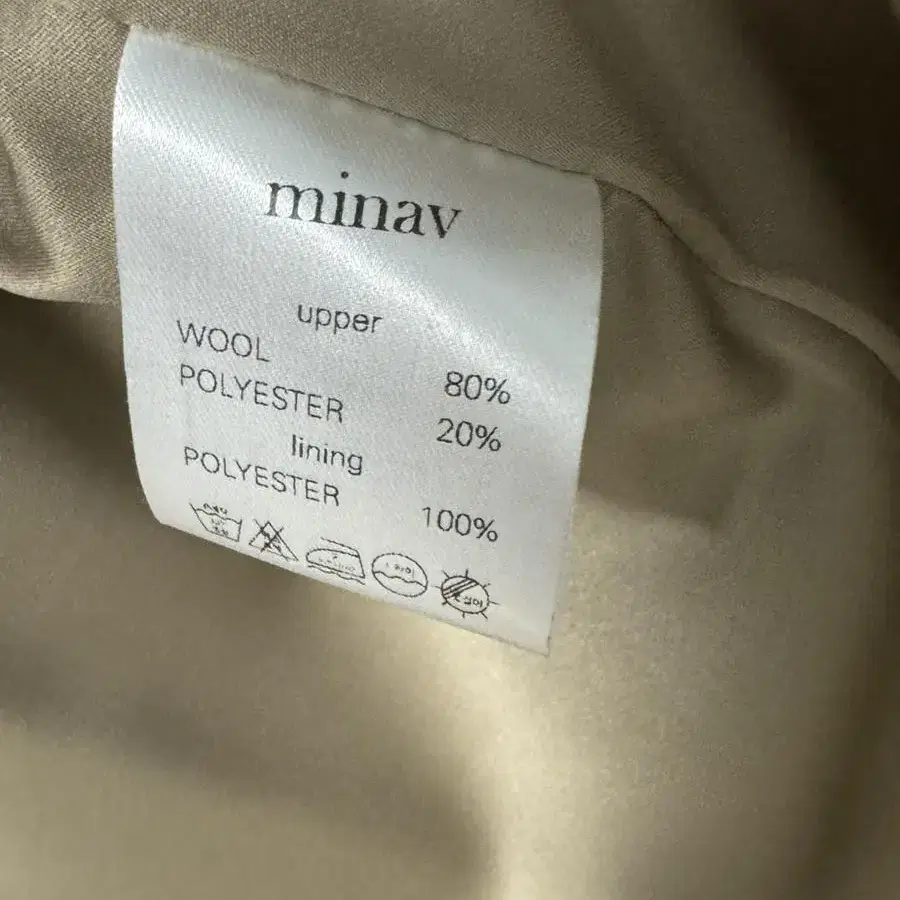 minav
upper
WOOL 80%
POLYESTER 20%
lining
POLYESTER 100%